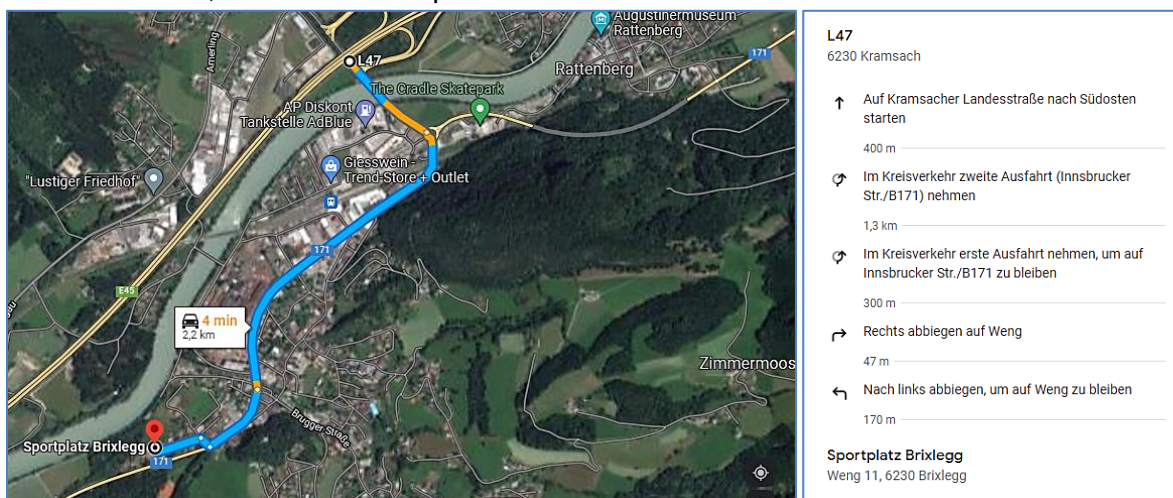 Augustinermuseum
Rattenberg
171
L47
Amerling
Rattenberg
The Cradle Skatepark
AP Diskont
Tankstelle AdBlue
Giesswein -
Trend-Store + Outlet
"Lustiger Friedhof"
171
E45
4 min
2,2 km
Zimmermoos
Brugger Straße
Sportplatz Brixlegg
171
L47
6230 Kramsach
Auf Kramsacher Landesstraße nach Südosten
starten
400 m
Im Kreisverkehr zweite Ausfahrt (Innsbrucker
Str./B171) nehmen
1,3 km
Im Kreisverkehr erste Ausfahrt nehmen, um auf
Innsbrucker Str./B171 zu bleiben
300 m
Rechts abbiegen auf Weng
47 m
Nach links abbiegen, um auf Weng zu bleiben
170 m
Sportplatz Brixlegg
Weng 11, 6230 Brixlegg